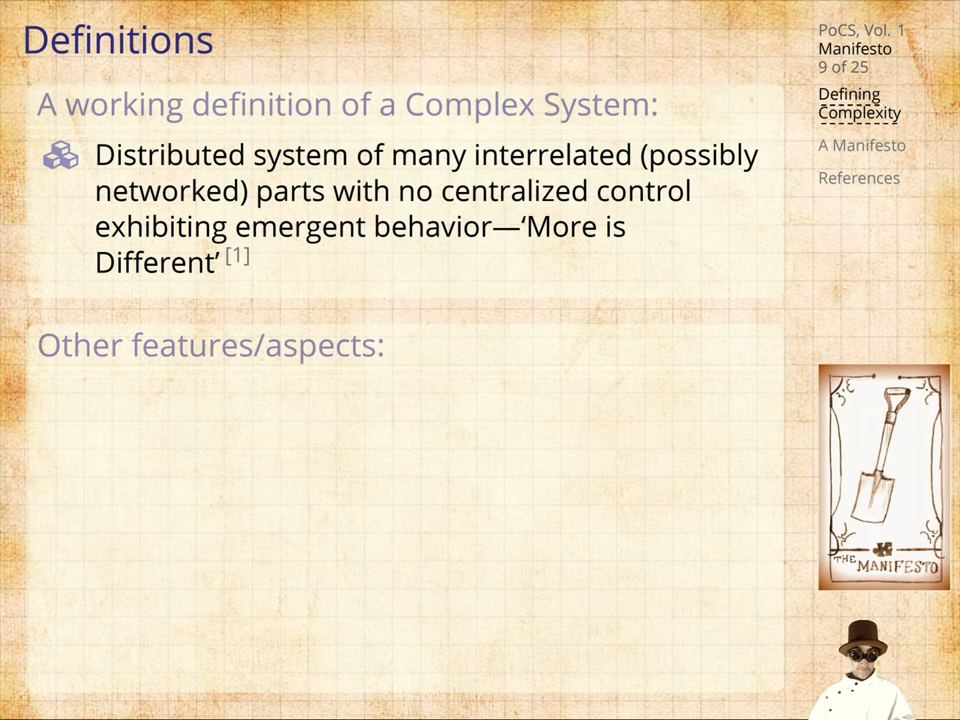 Definitions
A working definition of a Complex System:
Distributed system of many interrelated (possibly
networked) parts with no centralized control
exhibiting emergent behavior—‘More is
Different’ [1]
Other features/aspects:
PoCS, Vol. 1
Manifesto
9 of 25
Defining
Complexity
A Manifesto
References
THE MANIFESTO